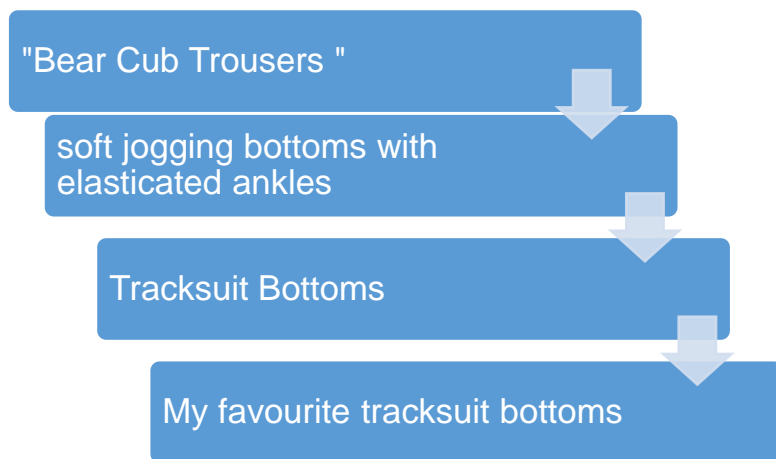 "Bear Cub Trousers "
soft jogging bottoms with
elasticated ankles
Tracksuit Bottoms
My favourite tracksuit bottoms